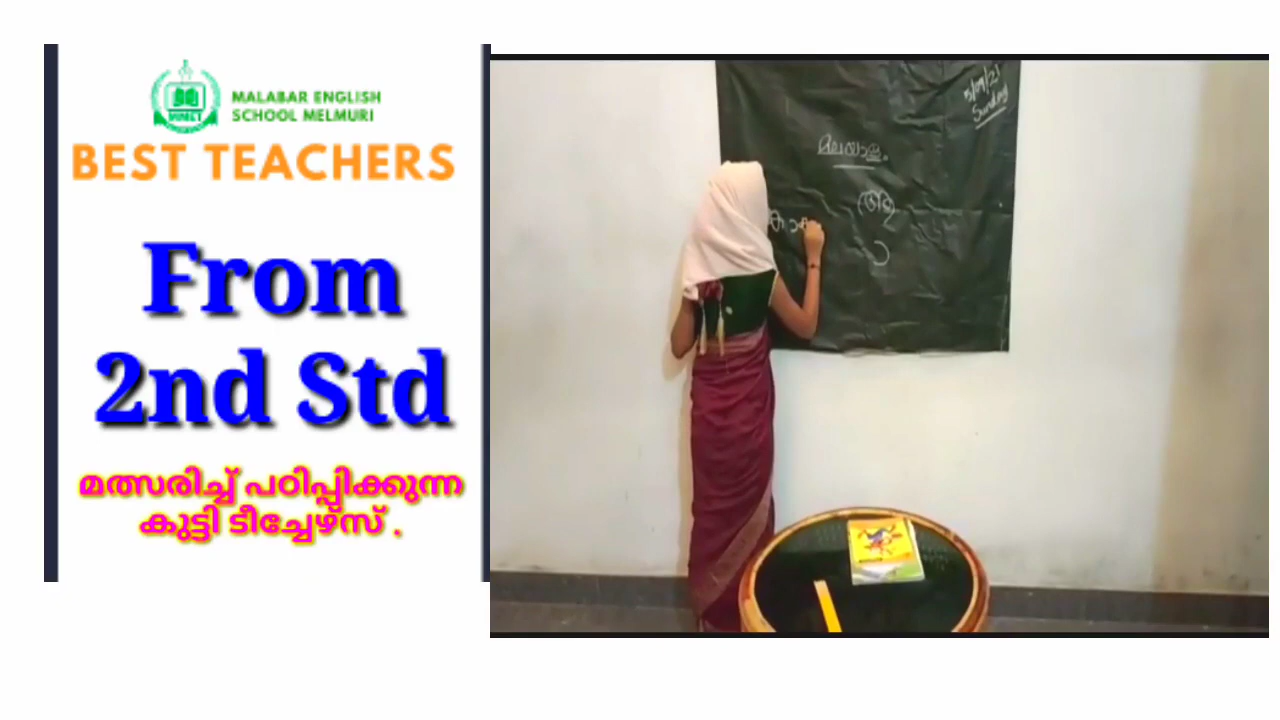 MALABAR ENGLISH
SCHOOL MELMURI
BEST TEACHERS
From
2nd Std
മത്സരിച്ച് പഠിപ്പിക്കുന്ന
കുട്ടി ടീച്ചേഴ്സ് .
Sunday
മലയാളം
ആ
ാ